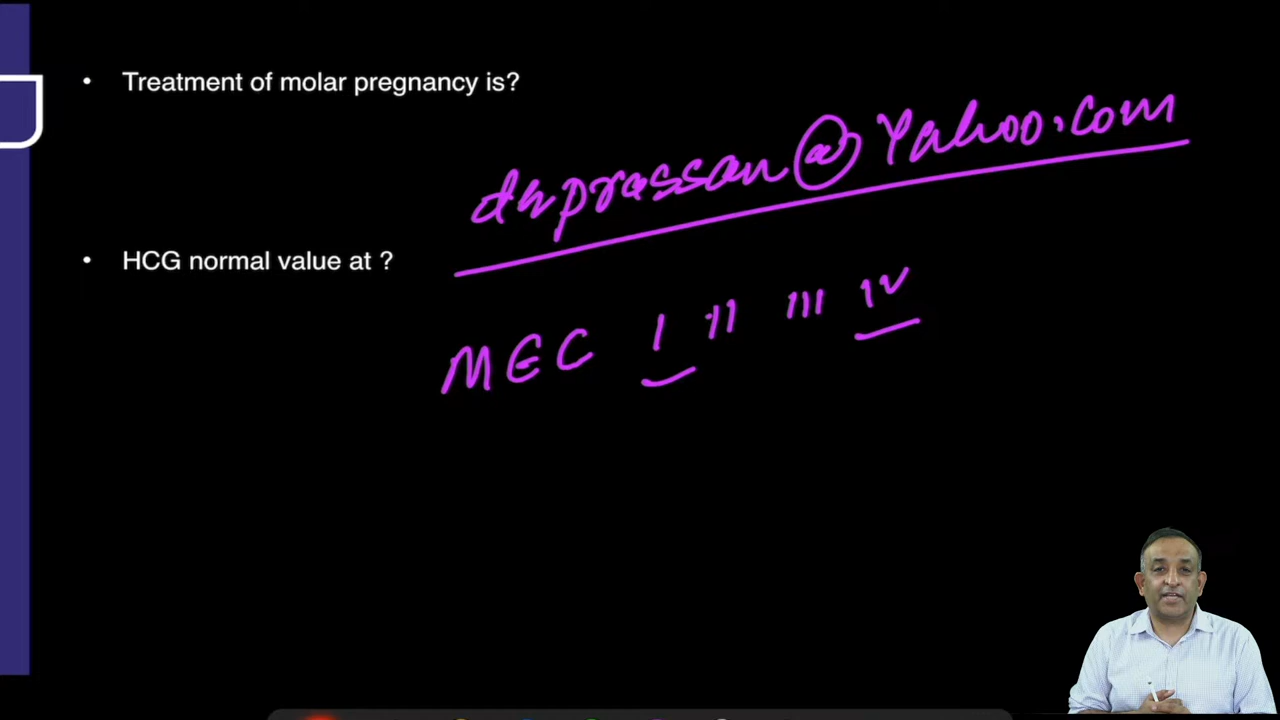 • Treatment of molar pregnancy is?
drprassan@Yahoo.com
• HCG normal value at ?
MEC I II III IV